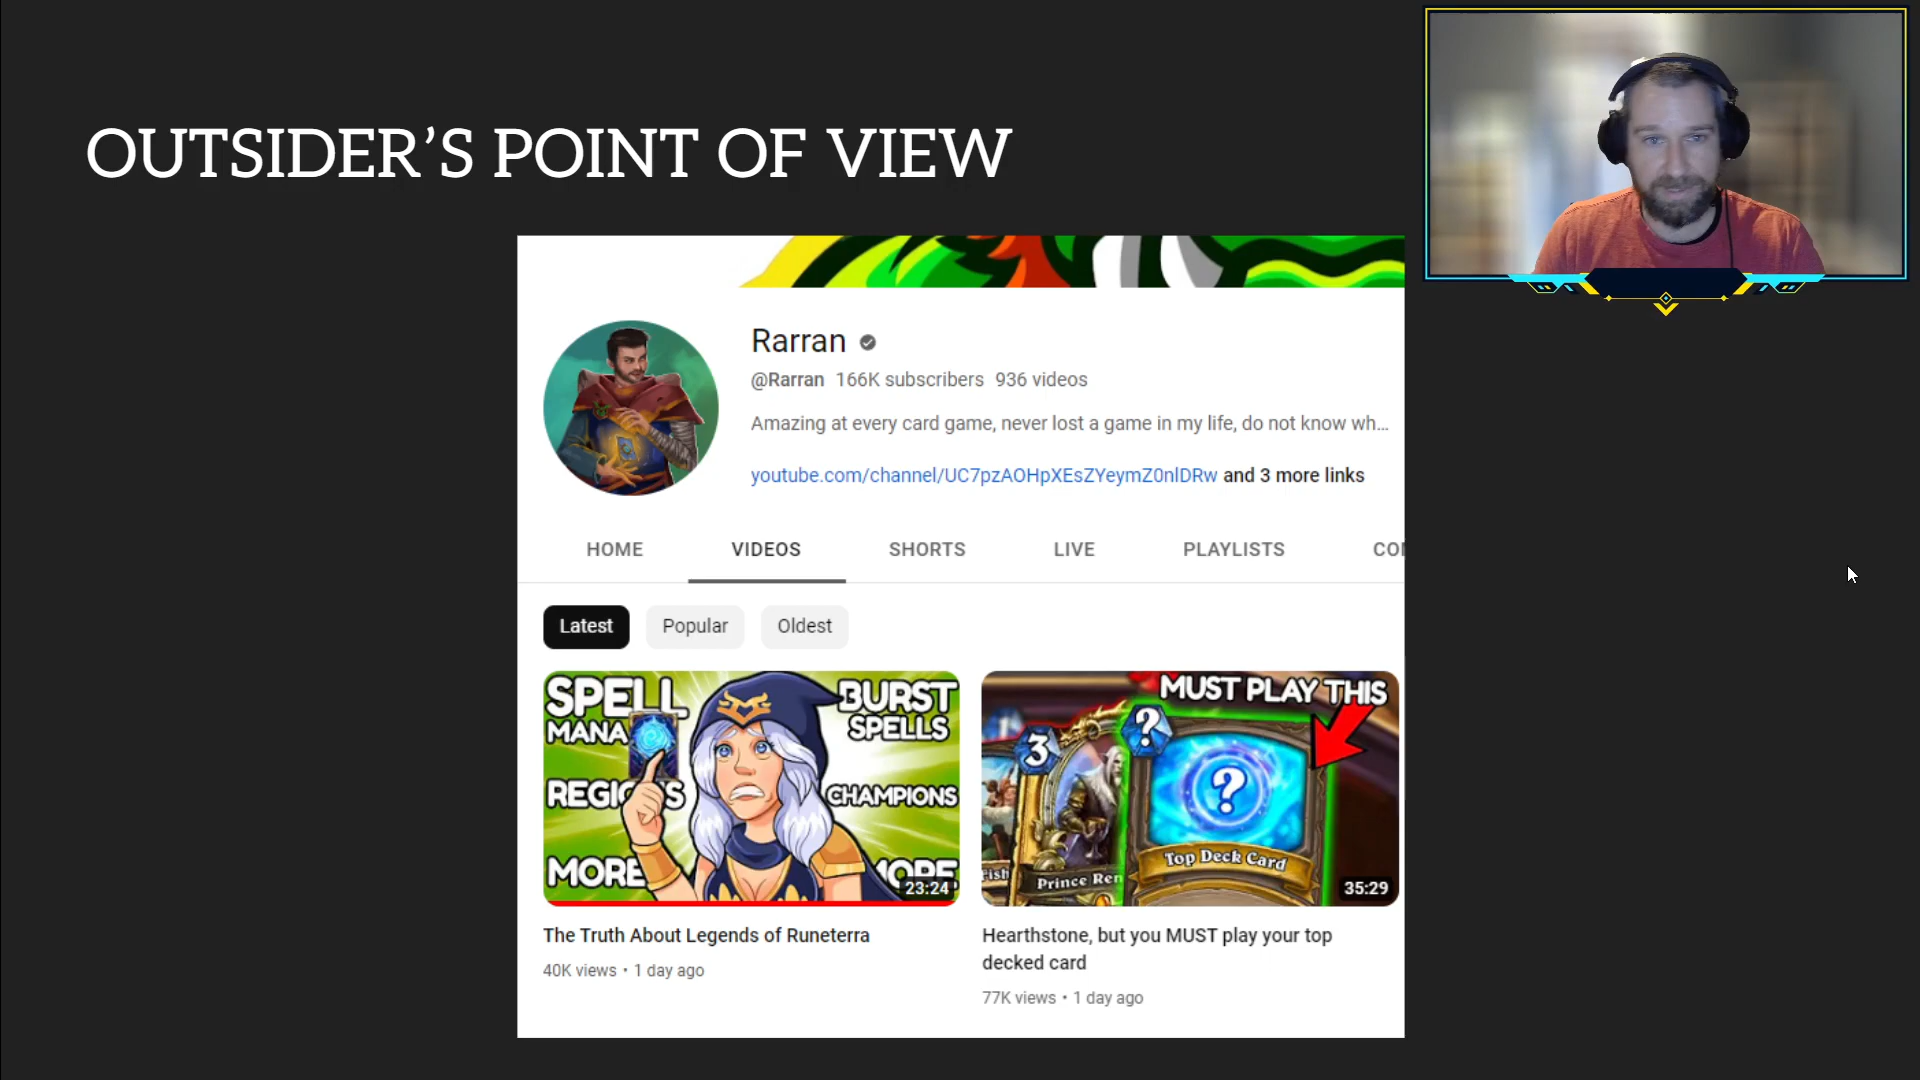 OUTSIDER’S POINT OF VIEW
Rarran
@Rarran 166K subscribers 936 videos
Amazing at every card game, never lost a game in my life, do not know wh...
youtube.com/channel/UC7pzAOHpXEsZYeymZ0nlDRw and 3 more links
HOME VIDEOS SHORTS LIVE PLAYLISTS
Latest Popular Oldest
SPELL MANA
BURST SPELLS
CHAMPIONS
MORE
MORE
23:24
MUST PLAY THIS
3
?
?
Top Deck Card
Prince Ren
35:29
The Truth About Legends of Runeterra
40K views • 1 day ago
Hearthstone, but you MUST play your top
decked card
77K views • 1 day ago